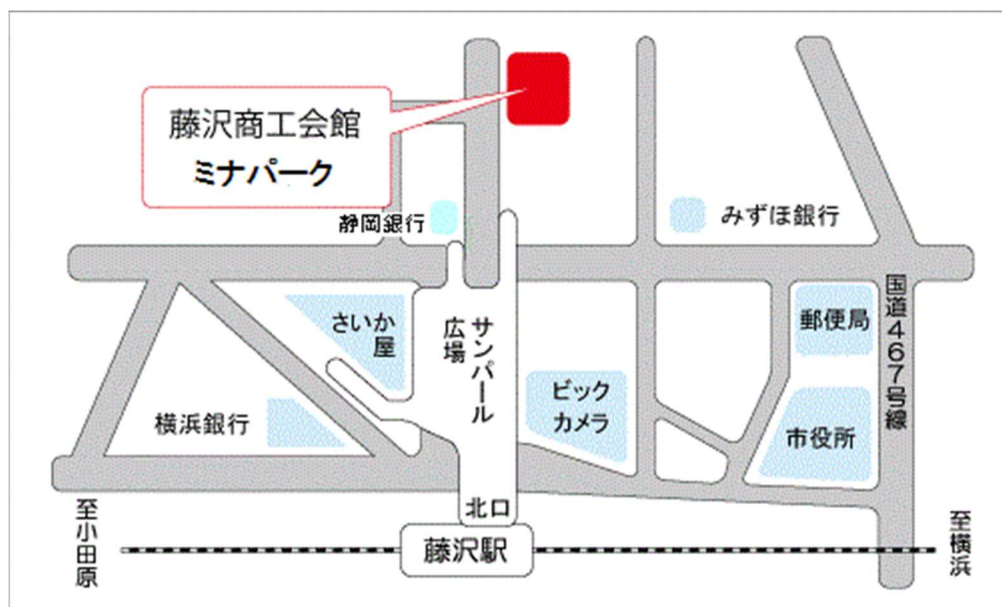 藤沢商工会館
ミナパーク
静岡銀行
みずほ銀行
さいか
屋
サンパール
広場
ビック
カメラ
郵便局
国道467号線
横浜銀行
市役所
至小田原
北口
藤沢駅
至横浜